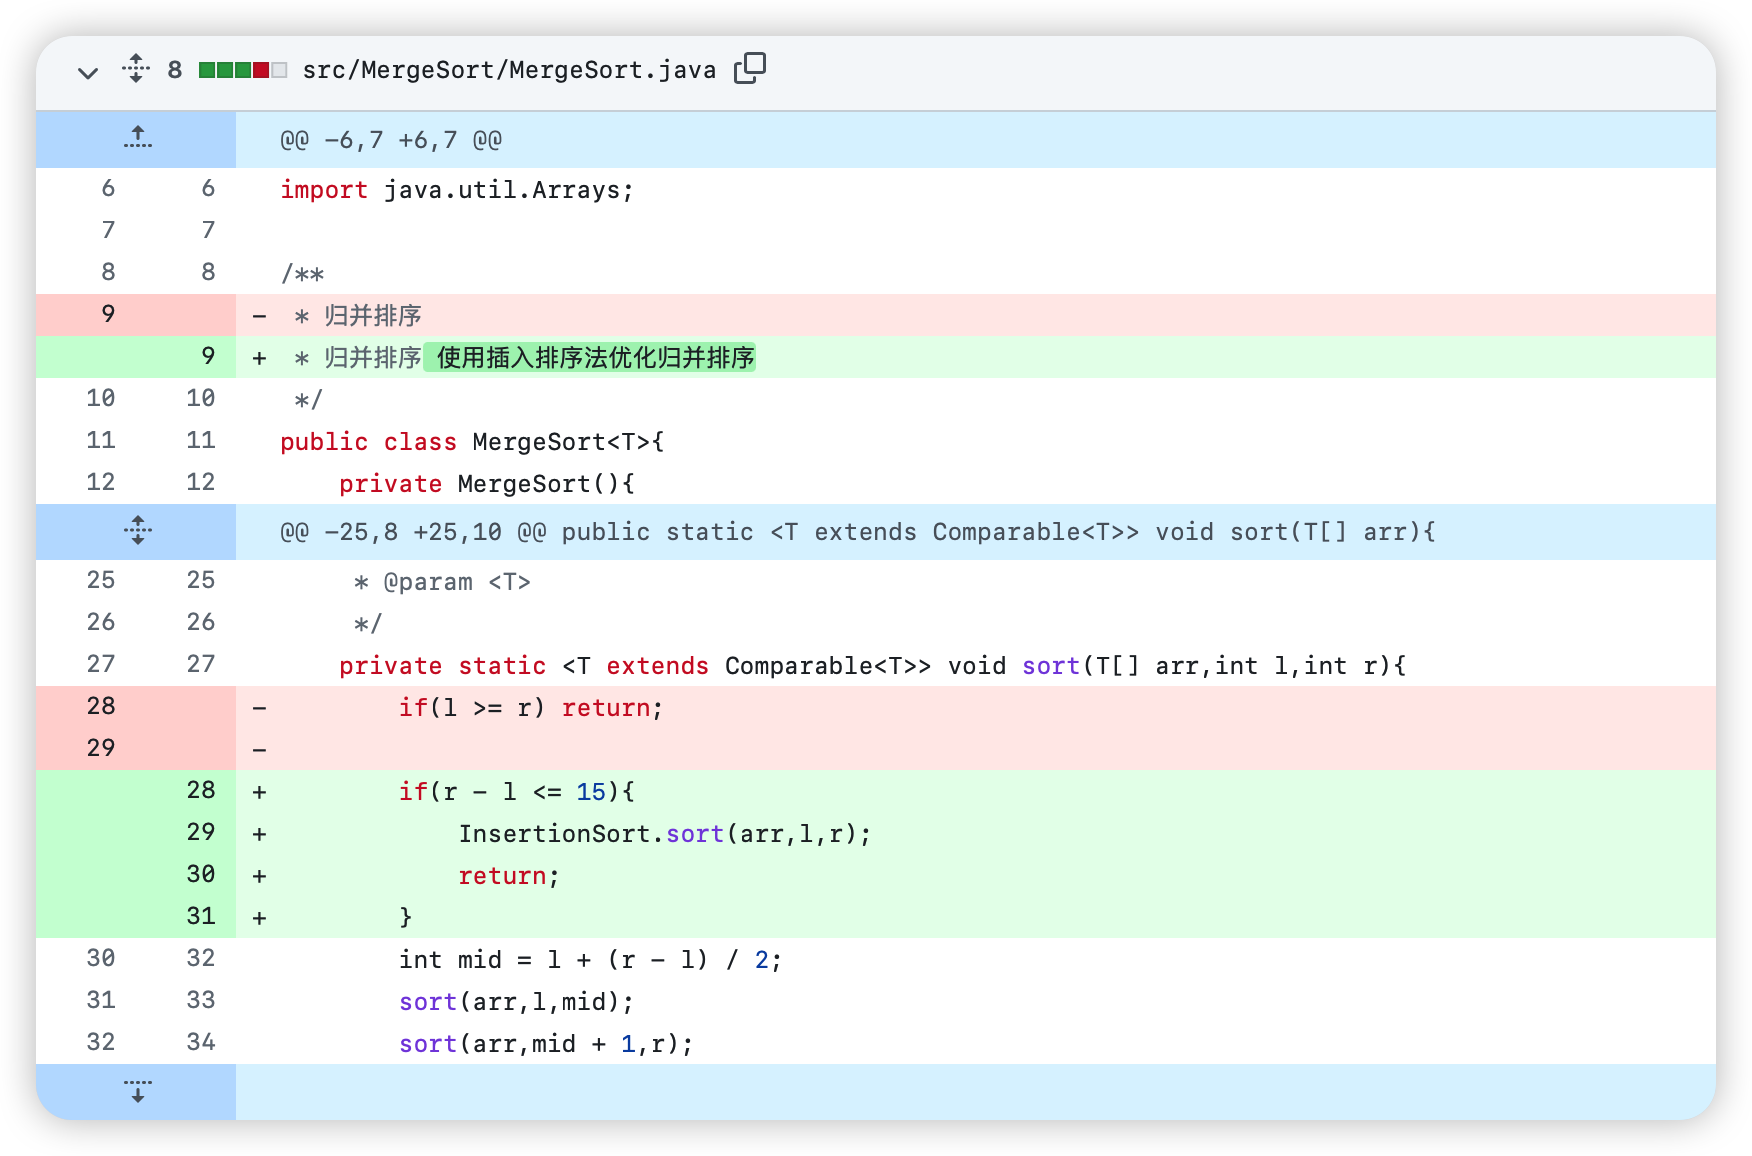 8 src/MergeSort/MergeSort.java
@@ -6,7 +6,7 @@
6 6 import java.util.Arrays;
7 7
8 8 /**
9 - * 归并排序
9 + * 归并排序 使用插入排序法优化归并排序
10 10 */
11 11 public class MergeSort<T>{
12 12 private MergeSort(){
@@ -25,8 +25,10 @@ public static <T extends Comparable<T>> void sort(T[] arr){
25 25 * @param <T>
26 26 */
27 27 private static <T extends Comparable<T>> void sort(T[] arr,int l,int r){
28 - if(l >= r) return;
29 -
28 + if(r - l <= 15){
29 + InsertionSort.sort(arr,l,r);
30 + return;
31 + }
30 32 int mid = l + (r - l) / 2;
31 33 sort(arr,l,mid);
32 34 sort(arr,mid + 1,r);